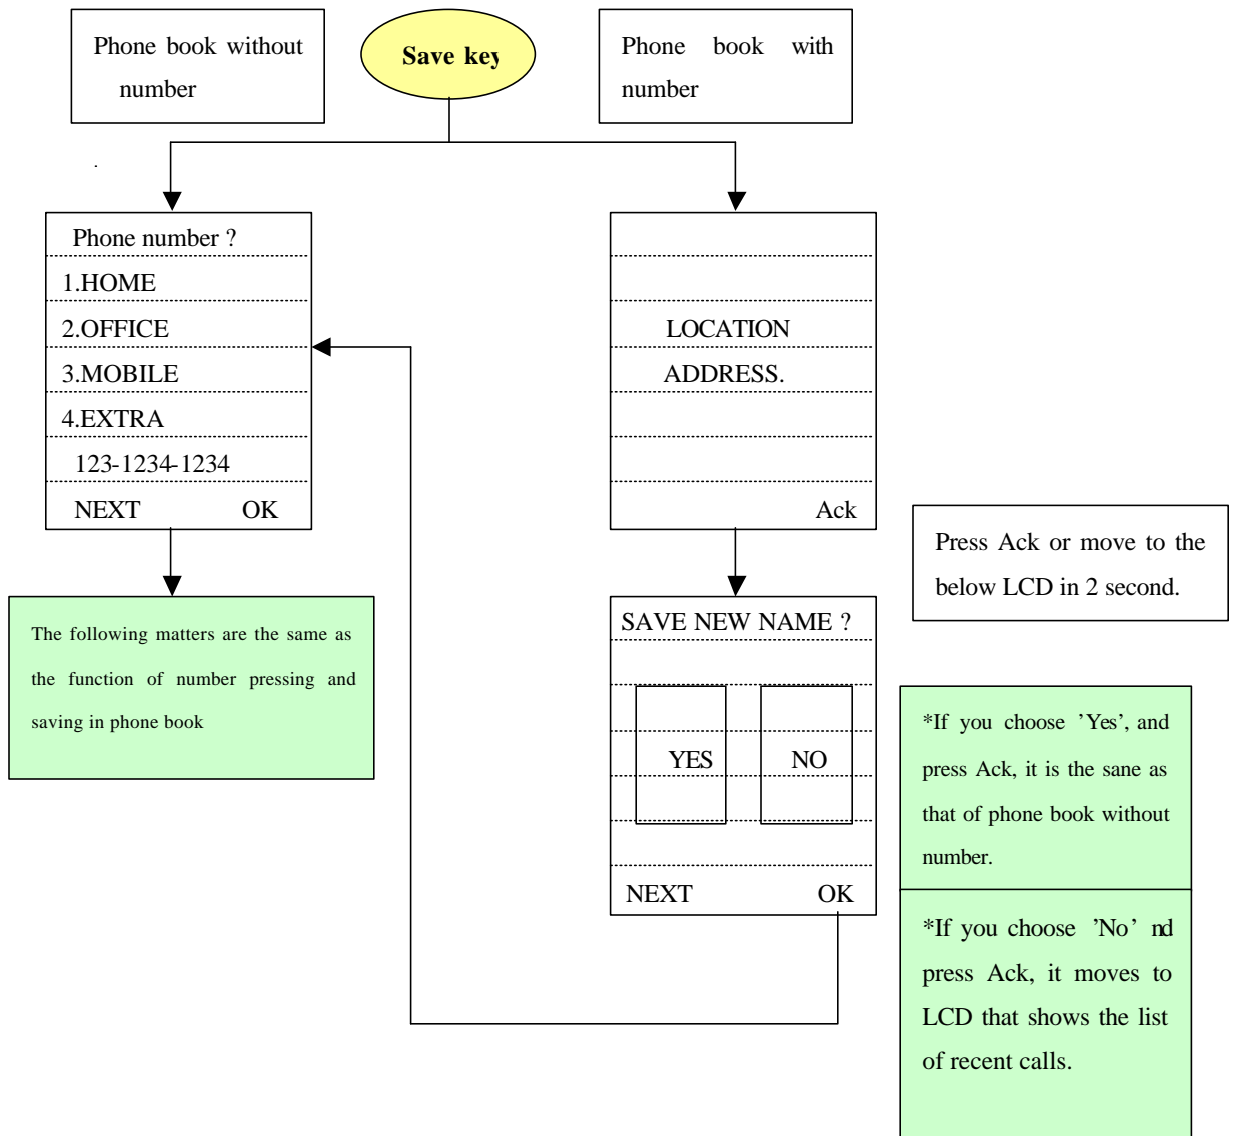 Phone book without
number
Save key
Phone book with
number
.
Phone number ?
1.HOME
2.OFFICE
3.MOBILE
4.EXTRA
123-1234-1234
NEXT OK
LOCATION
ADDRESS.
Ack
Press Ack or move to the
below LCD in 2 second.
The following matters are the same as
the function of number pressing and
saving in phone book
SAVE NEW NAME ?
YES NO
NEXT OK
*If you choose ’Yes’, and
press Ack, it is the sane as
that of phone book without
number.
*If you choose ’No’ nd
press Ack, it moves to
LCD that shows the list
of recent calls.